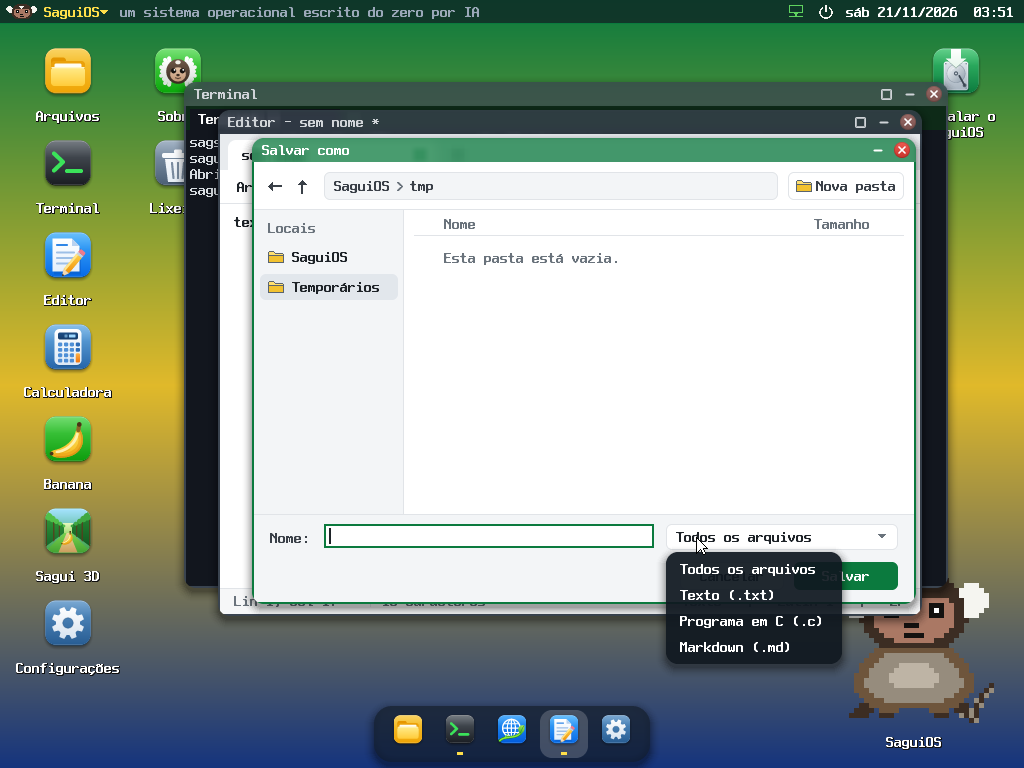 SaguiOS um sistema operacional escrito do zero por IA
sáb 21/11/2026 03:51
Arquivos
Terminal
Editor
Calculadora
Banana
Sagui 3D
Configurações
Terminal
Editor - sem nome *
Salvar como
SaguiOS > tmp
Nova pasta
Locais
SaguiOS
Temporários
Nome
Tamanho
Esta pasta está vazia.
Nome:
Todos os arquivos
Cancelar
Todos os arquivos
Texto (.txt)
Programa em C (.c)
Markdown (.md)
SaguiOS